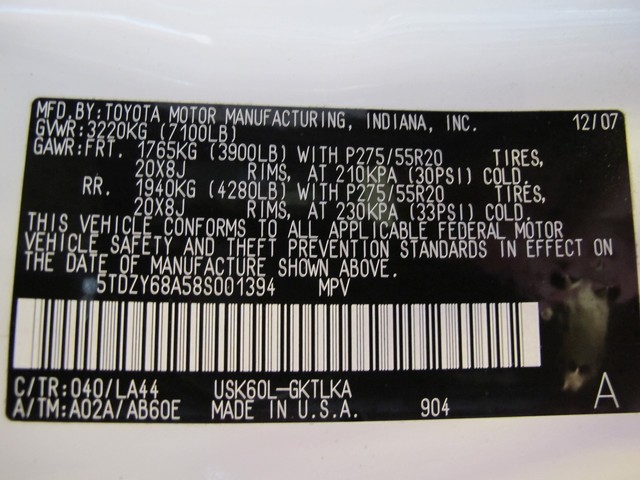 MFD. BY: TOYOTA MOTOR MANUFACTURING, INDIANA, INC. 12/07
GVWR: 3220KG (7100LB)
GAWR: FRT. 1765KG (3900LB) WITH P275/55R20 TIRES,
20X8J RIMS, AT 210KPA (30PSI) COLD.
RR. 1940KG (4280LB) WITH P275/55R20 TIRES,
20X8J RIMS, AT 230KPA (33PSI) COLD.
THIS VEHICLE CONFORMS TO ALL APPLICABLE FEDERAL MOTOR
VEHICLE SAFETY AND THEFT PREVENTION STANDARDS IN EFFECT ON
THE DATE OF MANUFACTURE SHOWN ABOVE.
5TDZY68A58S001394 MPV
C/TR: 040/LA44 USK60L-GKTLKA
A/TM: A02A/AB60E MADE IN U.S.A. 904 A